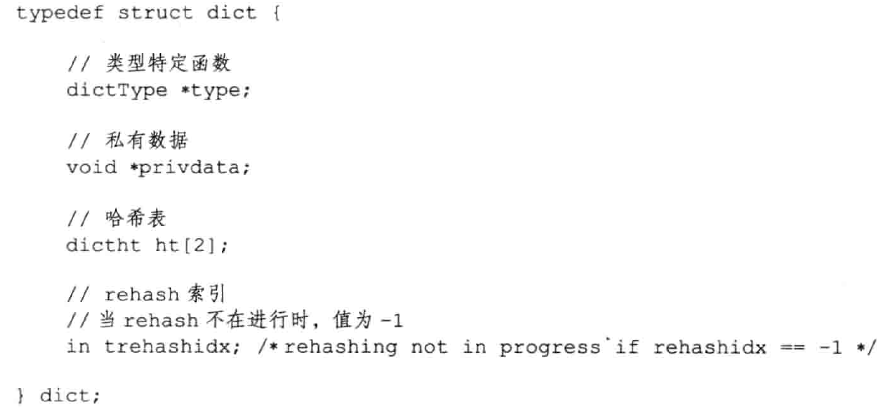 typedef struct dict {
// 类型特定函数
dictType *type;
// 私有数据
void *privdata;
// 哈希表
dictht ht[2];
// rehash 索引
// 当 rehash 不在进行时，值为 -1
in trehashidx; /* rehashing not in progress if rehashidx == -1 */
} dict;